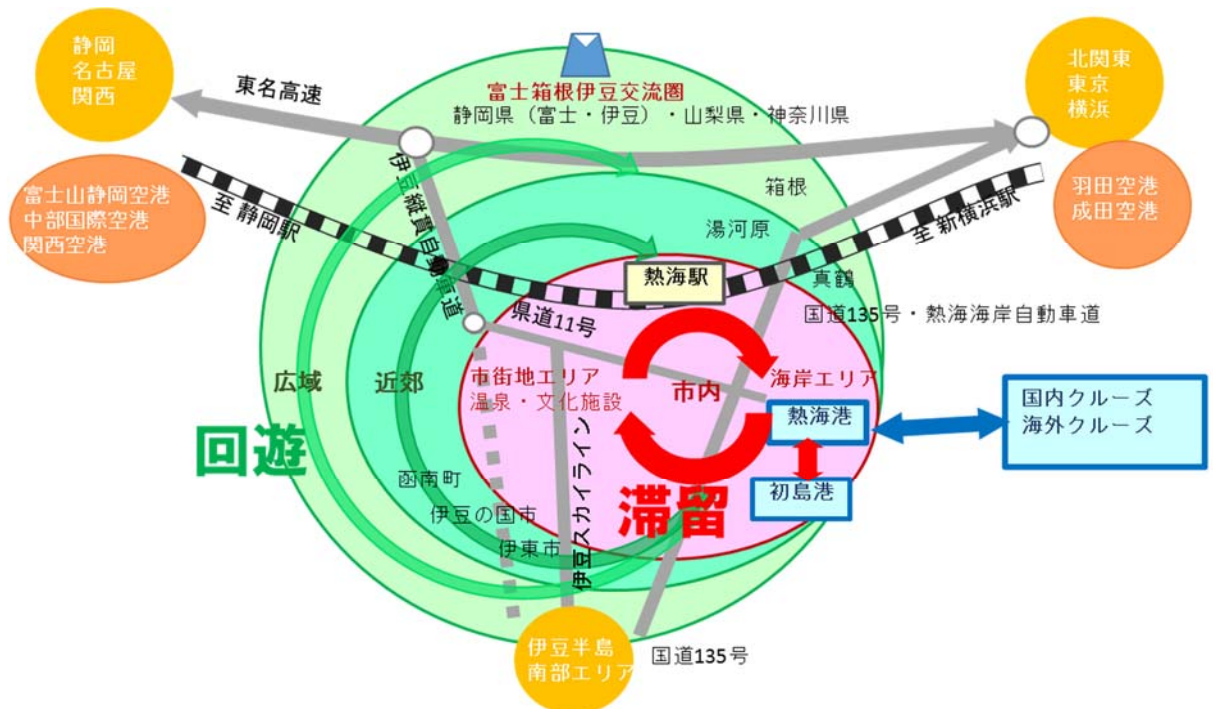 静岡
名古屋
関西
東名高速
富士箱根伊豆交流圏
静岡県（富士・伊豆）・山梨県・神奈川県
北関東
東京
横浜
富士山静岡空港
中部国際空港
関西空港
至 静岡駅
伊豆縦貫自動車道
箱根
湯河原
至 新横浜駅
羽田空港
成田空港
熱海駅
真鶴
県道11号
国道135号・熱海海岸自動車道
広域
近郊
市街地エリア
温泉・文化施設
市内
海岸エリア
熱海港
国内クルーズ
海外クルーズ
回遊
滞留
初島港
函南町
伊豆の国市
伊東市
伊豆スカイライン
伊豆半島
南部エリア
国道135号